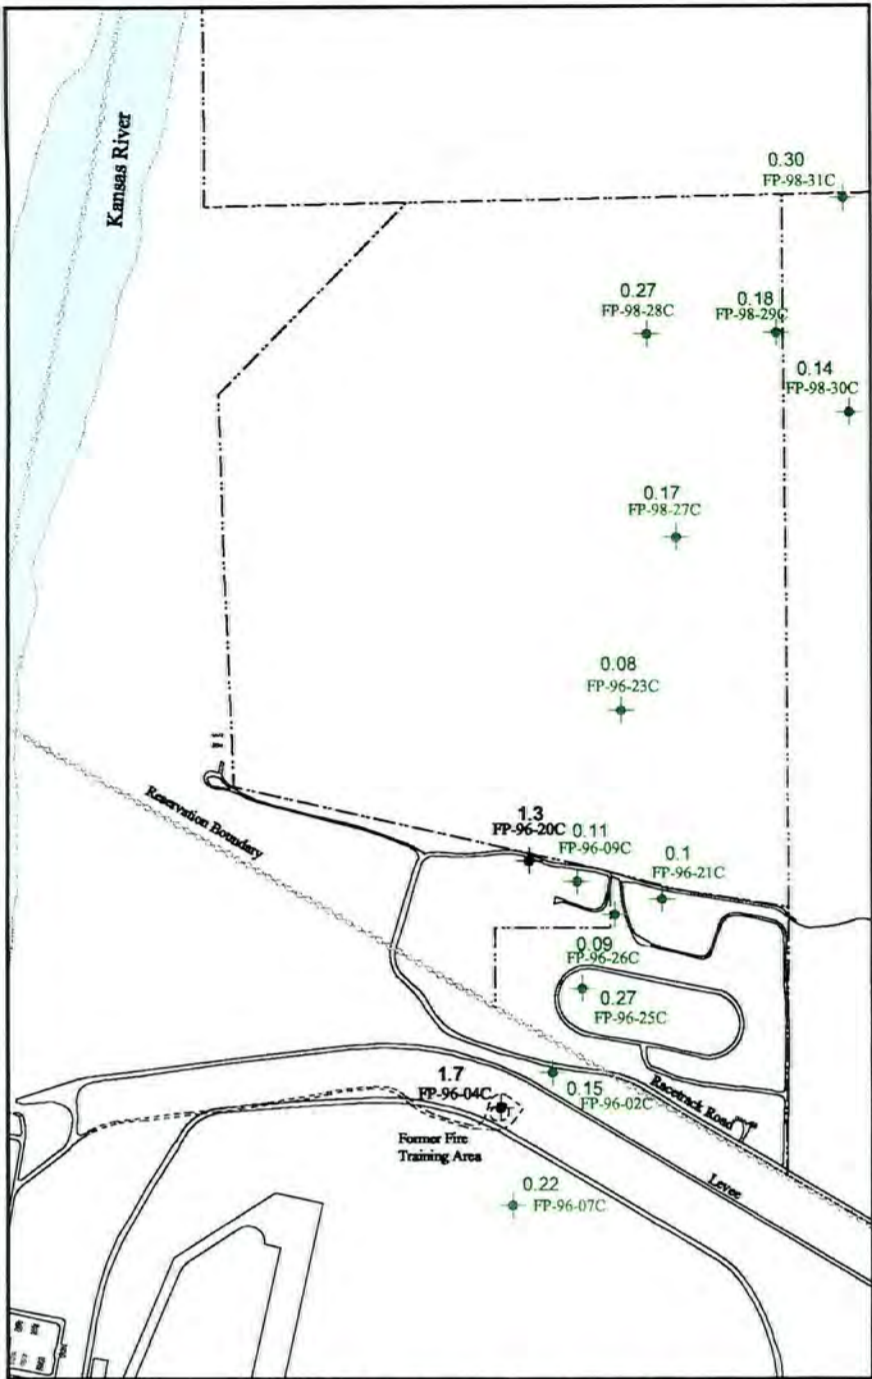 Kansas River
0.30
FP-98-31C
0.27
FP-98-28C
0.18
FP-98-29C
0.14
FP-98-30C
0.17
FP-98-27C
0.08
FP-96-23C
Reservation Boundary
1.3
FP-96-20C
0.11
FP-96-09C
0.1
FP-96-21C
0.09
FP-96-26C
0.27
FP-96-25C
1.7
FP-96-04C
0.15
FP-96-02C
Racetrack Road
Former Fire
Training Area
Levee
0.22
FP-96-07C